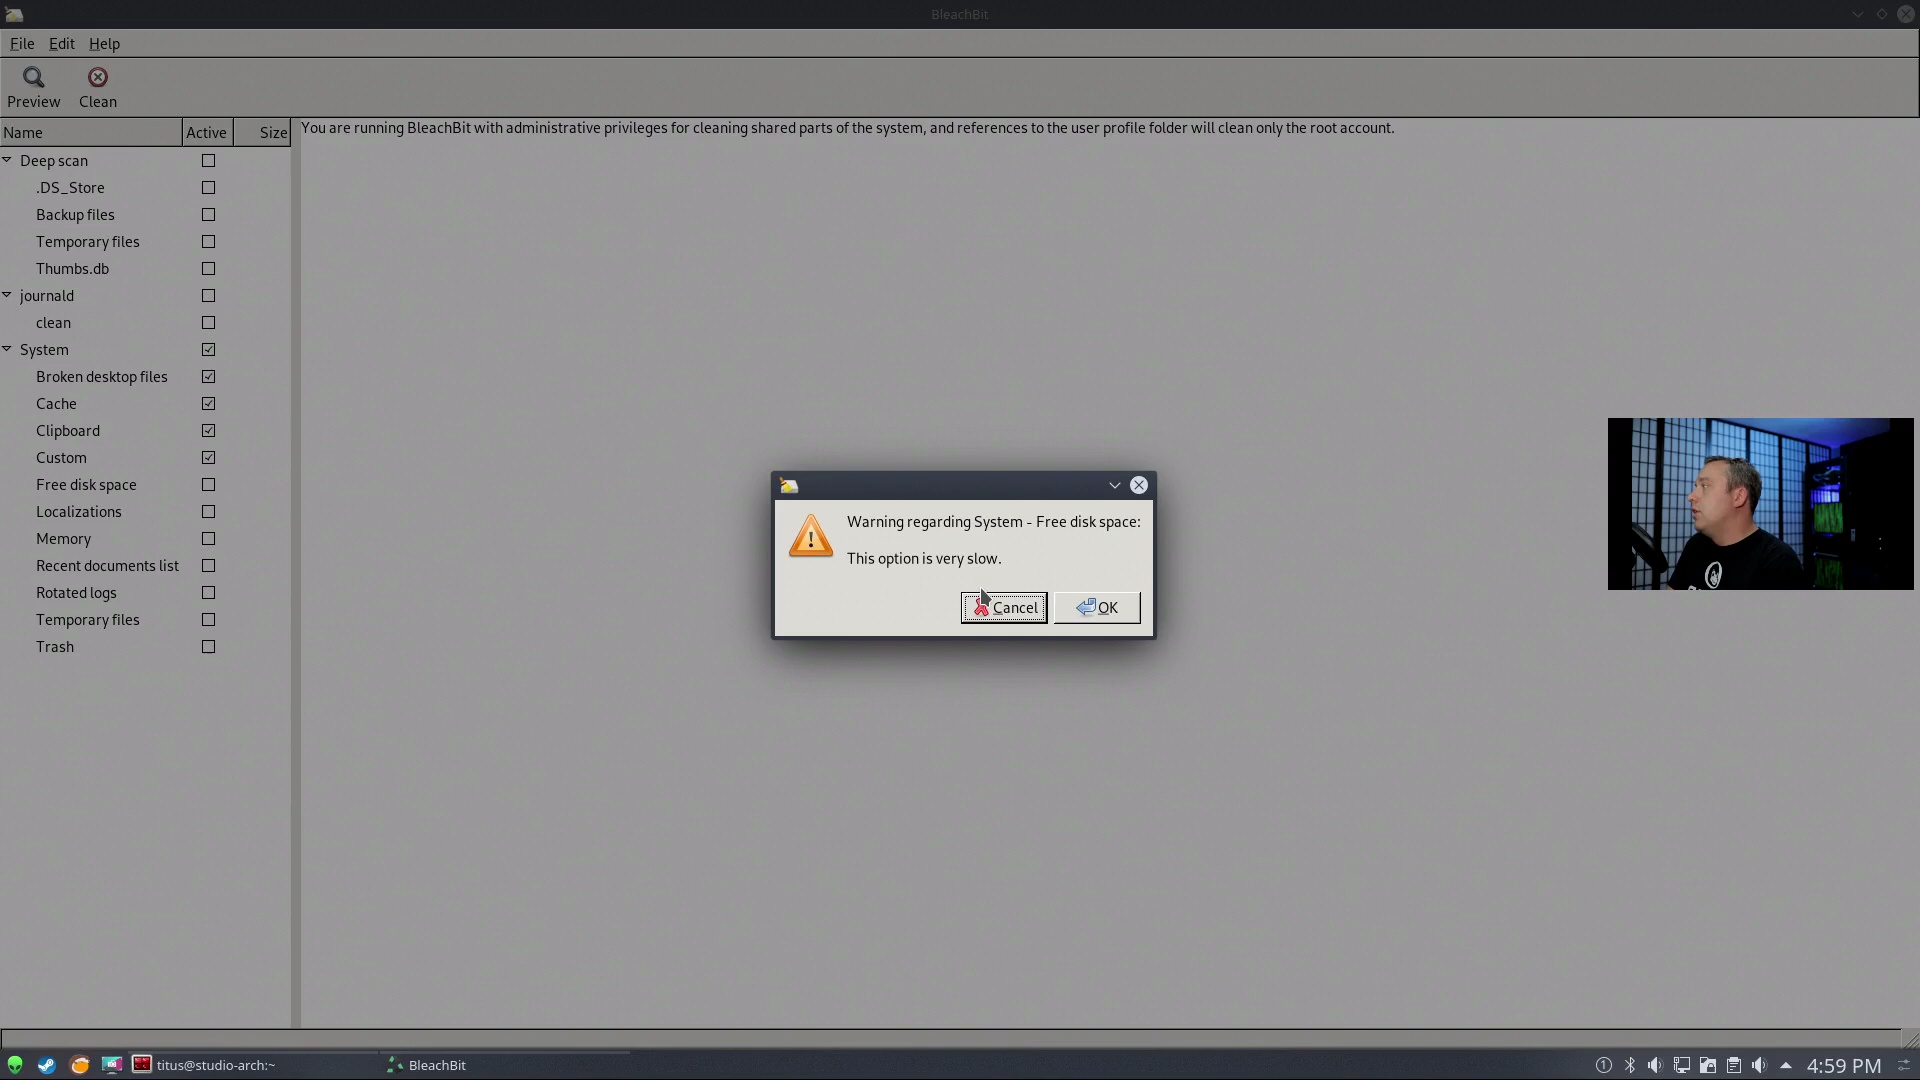 BleachBit
File Edit Help
Preview Clean
Name Active Size
You are running BleachBit with administrative privileges for cleaning shared parts of the system, and references to the user profile folder will clean only the root account.
Deep scan
.DS_Store
Backup files
Temporary files
Thumbs.db
journald
clean
System
Broken desktop files
Cache
Clipboard
Custom
Free disk space
Localizations
Memory
Recent documents list
Rotated logs
Temporary files
Trash
Warning regarding System - Free disk space:
This option is very slow.
Cancel OK
titus@studio-arch:~ BleachBit 4:59 PM